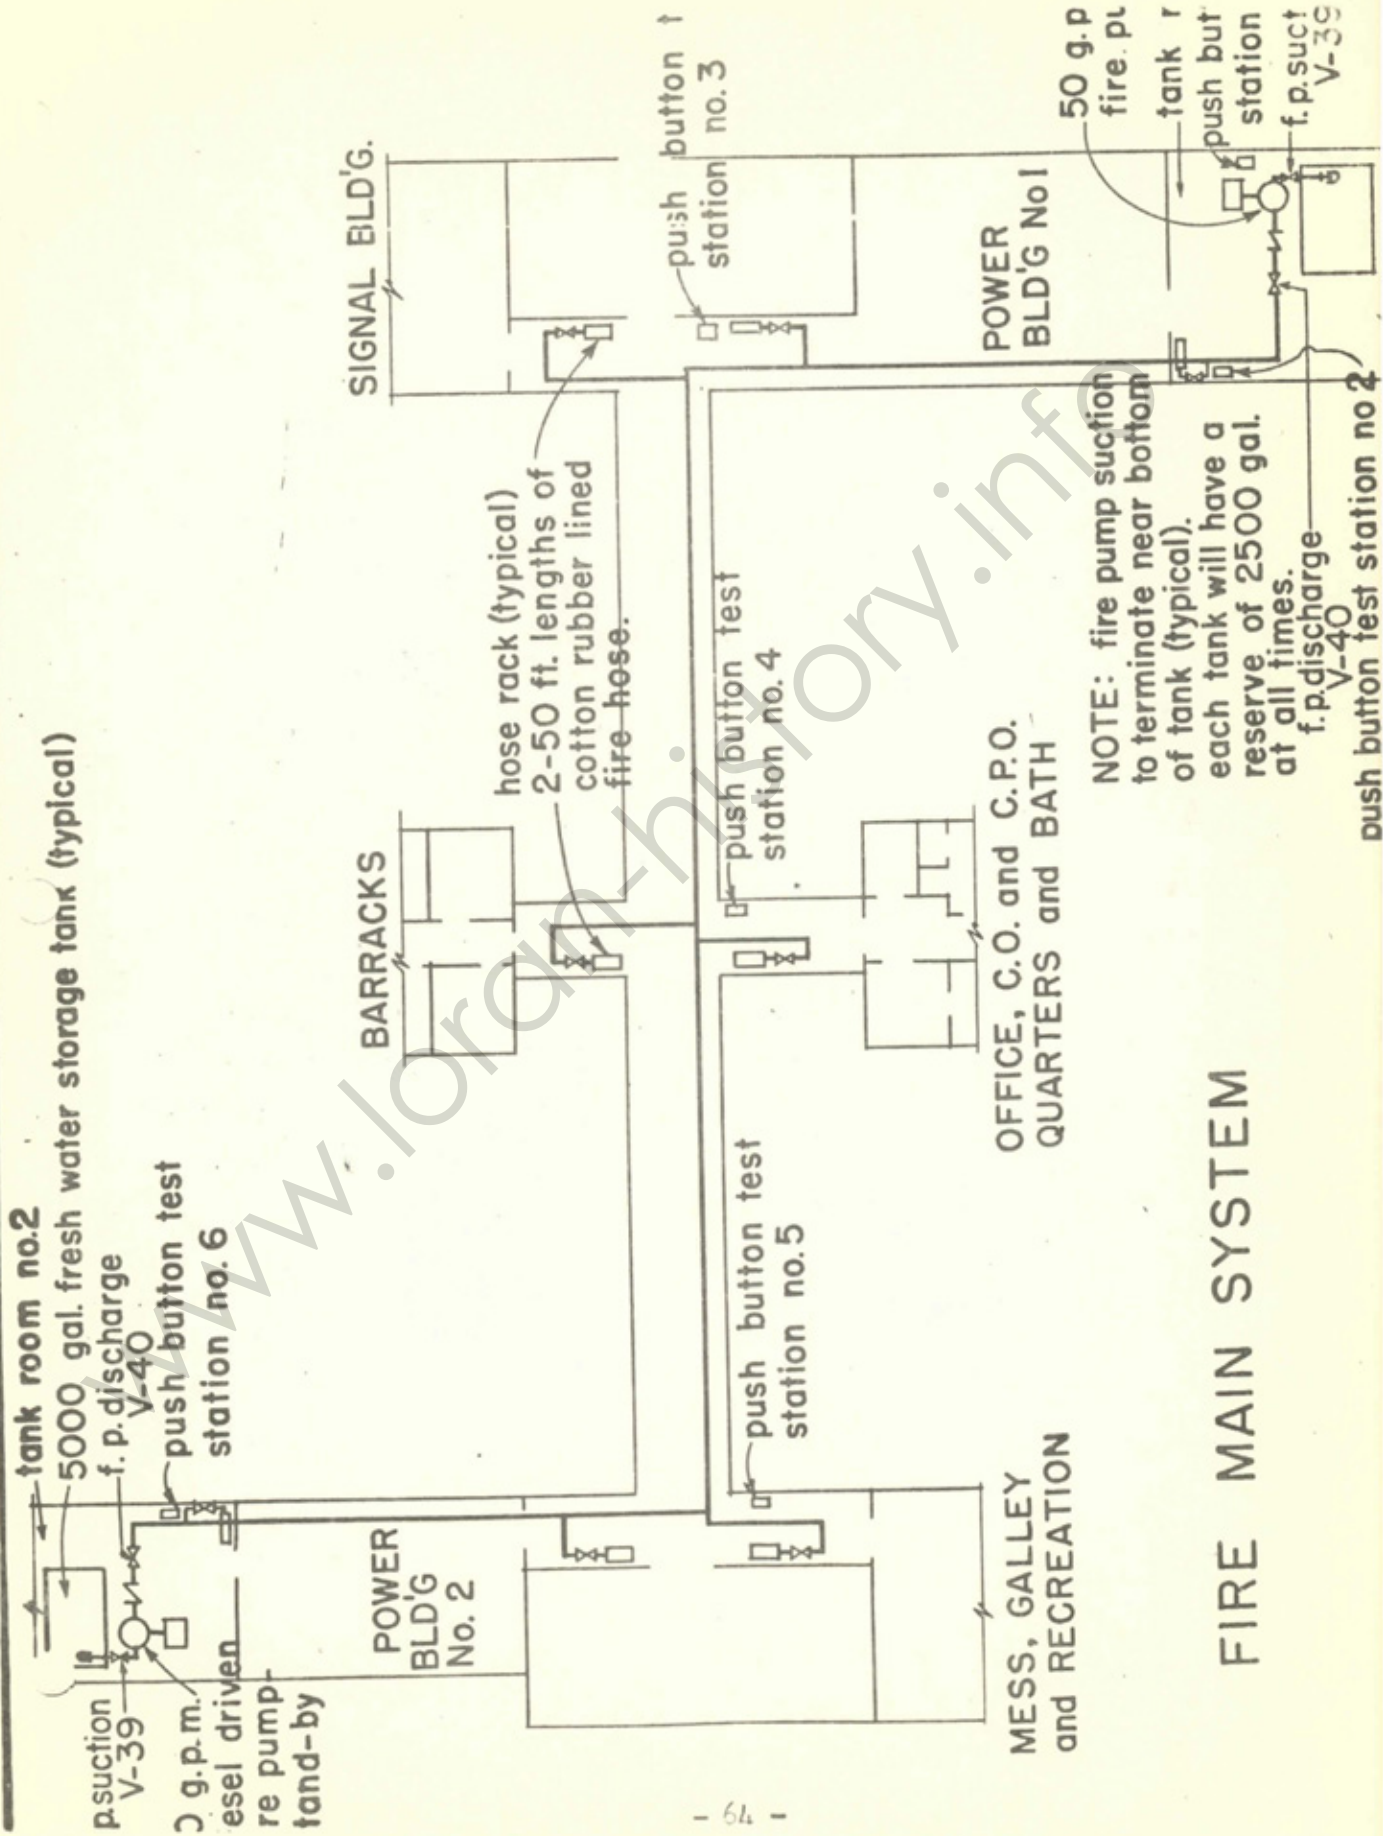 tank room no.2
5000 gal. fresh water storage tank (typical)
f. p. discharge
V-40
push button test
station no. 6
p.suction
V-39
g.p.m.
esel driven
re pump-
tand-by
POWER
BLD'G
No. 2
BARRACKS
hose rack (typical)
2-50 ft. lengths of
cotton rubber lined
fire hose.
SIGNAL BLD'G.
push button t
station no. 3
push button test
station no. 4
push button test
station no. 5
MESS, GALLEY
and RECREATION
OFFICE, C.O. and C.P.O.
QUARTERS and BATH
POWER
BLD'G No 1
50 g.p
fire.pu
tank r
push but
station
f.p.suct
V-39
NOTE: fire pump suction
to terminate near bottom
of tank (typical).
each tank will have a
reserve of 2500 gal.
at all times.
f.p.discharge
V-40
push button test station no 2
FIRE MAIN SYSTEM
- 64 -
www.loran-history.info